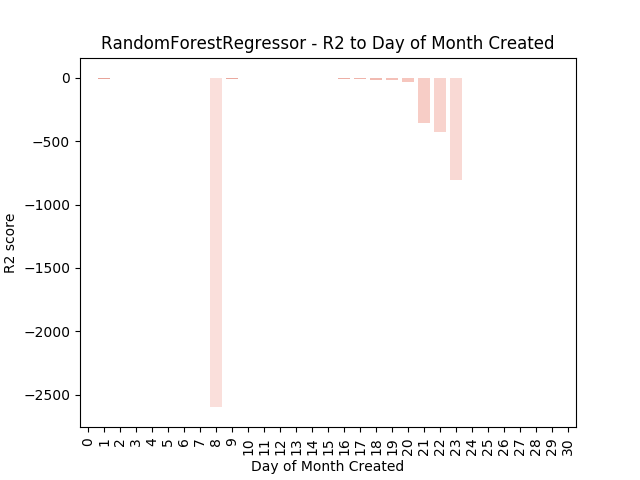 RandomForestRegressor - R2 to Day of Month Created
0
−500
−1000
−1500
−2000
−2500
R2 score
0 1 2 3 4 5 6 7 8 9 10 11 12 13 14 15 16 17 18 19 20 21 22 23 24 25 26 27 28 29 30
Day of Month Created